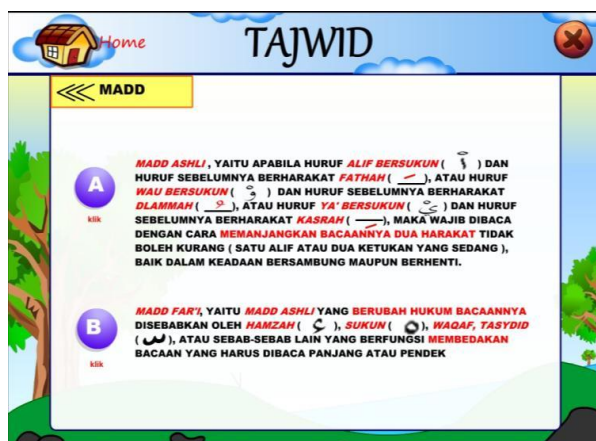 Home
TAJWID
<<< MADD
A
klik
MADD ASHLI , YAITU APABILA HURUF ALIF BERSUKUN ( أْ ) DAN
HURUF SEBELUMNYA BERHARAKAT FATHAH ( َ ), ATAU HURUF
WAU BERSUKUN ( وْ ) DAN HURUF SEBELUMNYA BERHARAKAT
DLAMMAH ( ُ ), ATAU HURUF YA' BERSUKUN ( يْ ) DAN HURUF
SEBELUMNYA BERHARAKAT KASRAH ( ِ ), MAKA WAJIB DIBACA
DENGAN CARA MEMANJANGKAN BACAANNYA DUA HARAKAT TIDAK
BOLEH KURANG ( SATU ALIF ATAU DUA KETUKAN YANG SEDANG ),
BAIK DALAM KEADAAN BERSAMBUNG MAUPUN BERHENTI.
B
klik
MADD FAR'I, YAITU MADD ASHLI YANG BERUBAH HUKUM BACAANNYA
DISEBABKAN OLEH HAMZAH ( ء ), SUKUN ( ْ ), WAQAF, TASYDID
( ّ ), ATAU SEBAB-SEBAB LAIN YANG BERFUNGSI MEMBEDAKAN
BACAAN YANG HARUS DIBACA PANJANG ATAU PENDEK